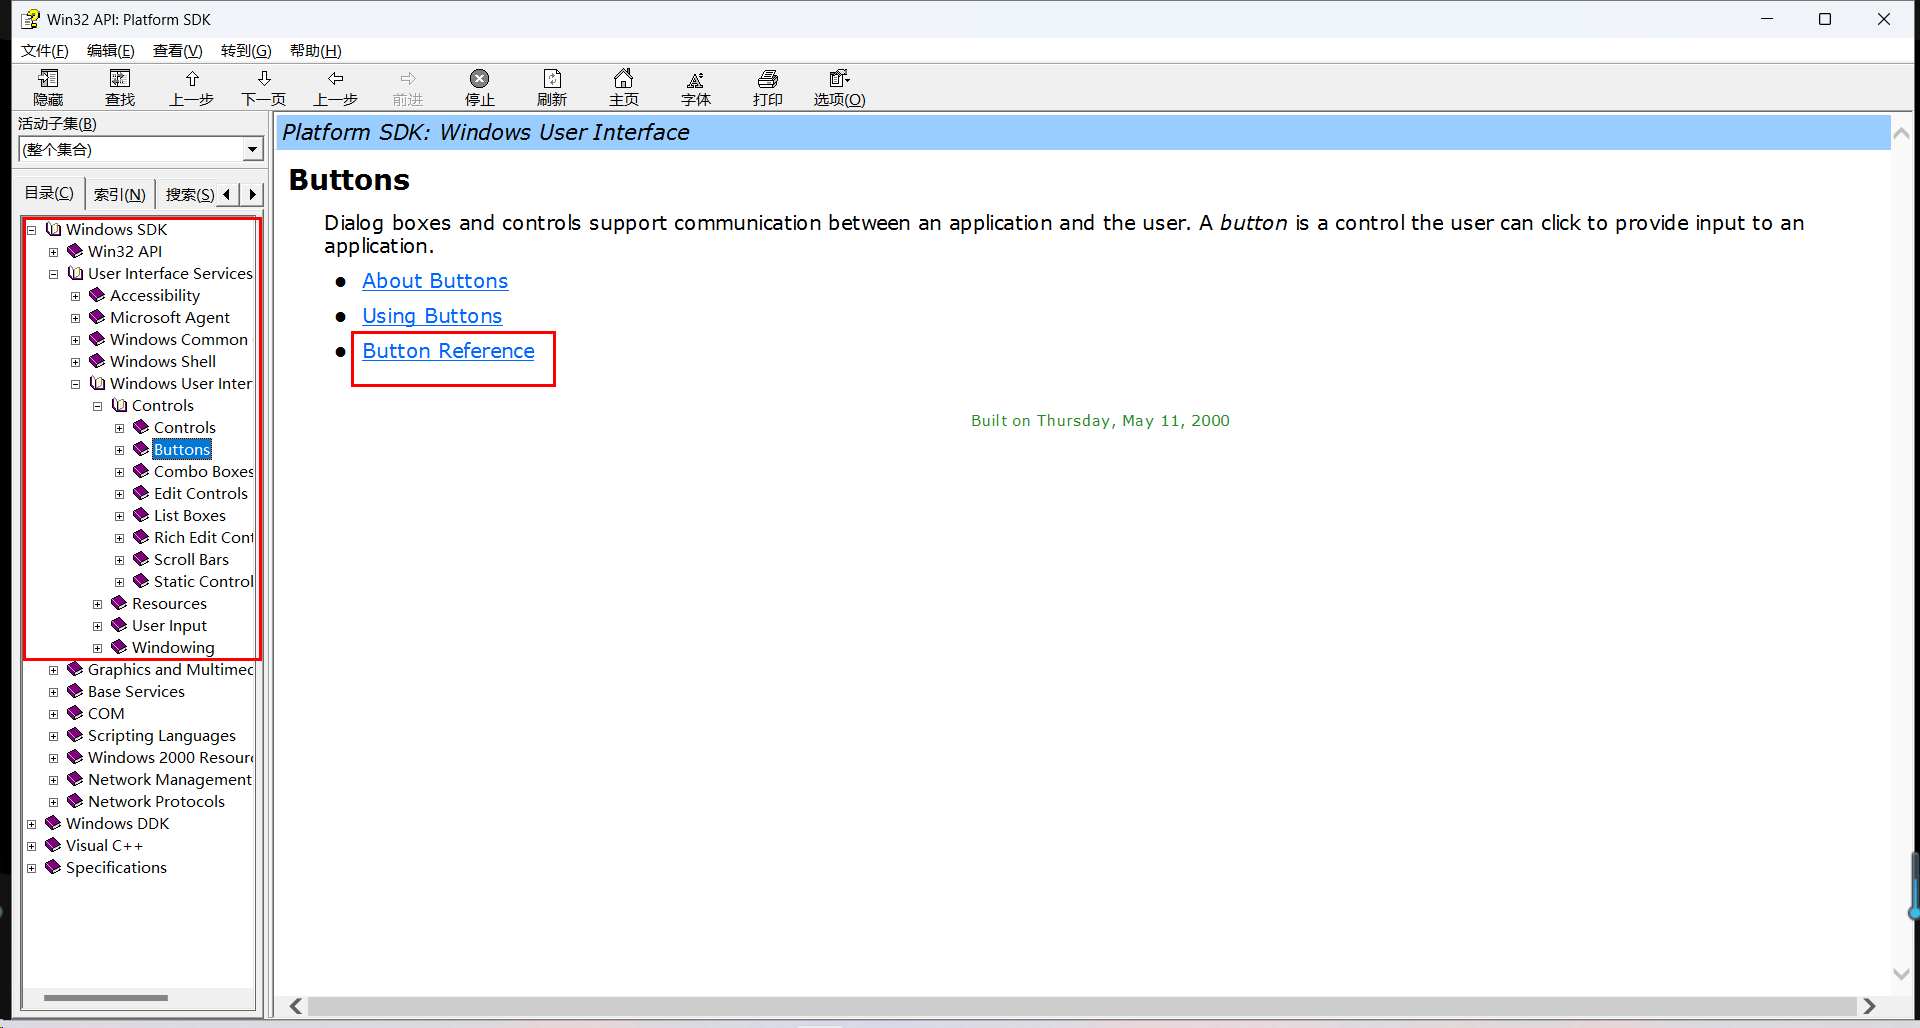 Win32 API: Platform SDK
文件(F) 编辑(E) 查看(V) 转到(G) 帮助(H)
隐藏 查找 上一步 下一页 上一步 前进 停止 刷新 主页 字体 打印 选项(O)
活动子集(B)
(整个集合)
目录(C) 索引(N) 搜索(S)
Windows SDK
Win32 API
User Interface Services
Accessibility
Microsoft Agent
Windows Common
Windows Shell
Windows User Inter
Controls
Controls
Buttons
Combo Boxes
Edit Controls
List Boxes
Rich Edit Cont
Scroll Bars
Static Control
Resources
User Input
Windowing
Graphics and Multimed
Base Services
COM
Scripting Languages
Windows 2000 Resour
Network Management
Network Protocols
Windows DDK
Visual C++
Specifications
Platform SDK: Windows User Interface
Buttons
Dialog boxes and controls support communication between an application and the user. A button is a control the user can click to provide input to an
application.
About Buttons
Using Buttons
Button Reference
Built on Thursday, May 11, 2000